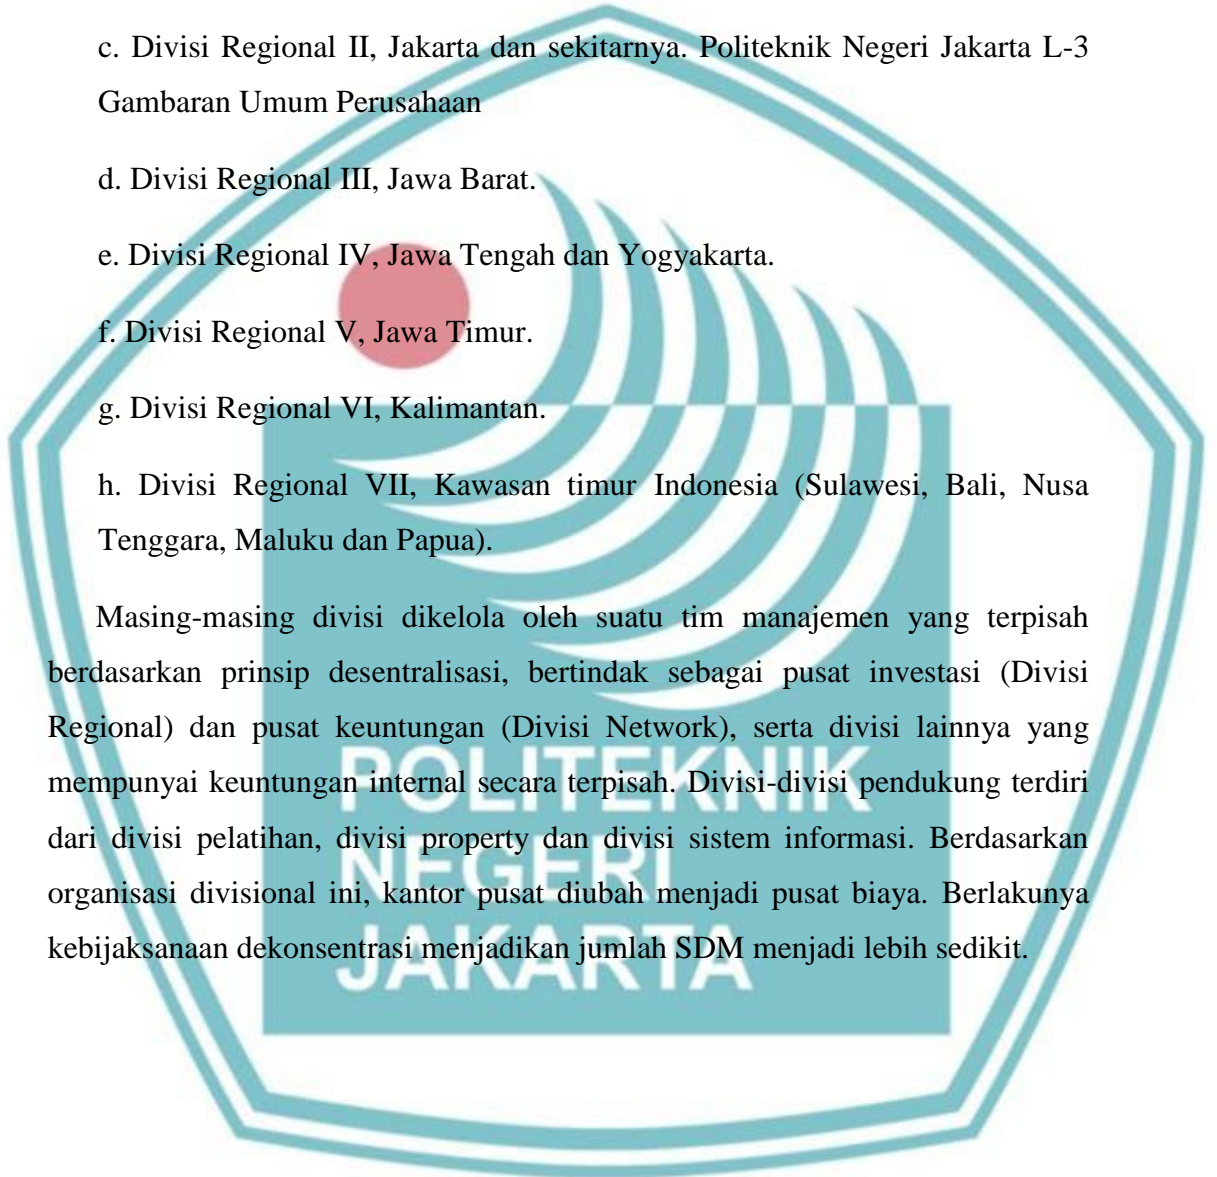 c. Divisi Regional II, Jakarta dan sekitarnya. Politeknik Negeri Jakarta L-3
Gambaran Umum Perusahaan
d. Divisi Regional III, Jawa Barat.
e. Divisi Regional IV, Jawa Tengah dan Yogyakarta.
f. Divisi Regional V, Jawa Timur.
g. Divisi Regional VI, Kalimantan.
h. Divisi Regional VII, Kawasan timur Indonesia (Sulawesi, Bali, Nusa
Tenggara, Maluku dan Papua).
Masing-masing divisi dikelola oleh suatu tim manajemen yang terpisah
berdasarkan prinsip desentralisasi, bertindak sebagai pusat investasi (Divisi
Regional) dan pusat keuntungan (Divisi Network), serta divisi lainnya yang
mempunyai keuntungan internal secara terpisah. Divisi-divisi pendukung terdiri
dari divisi pelatihan, divisi property dan divisi sistem informasi. Berdasarkan
organisasi divisional ini, kantor pusat diubah menjadi pusat biaya. Berlakunya
kebijaksanaan dekonsentrasi menjadikan jumlah SDM menjadi lebih sedikit.
POLITEKNIK
NEGERI
JAKARTA